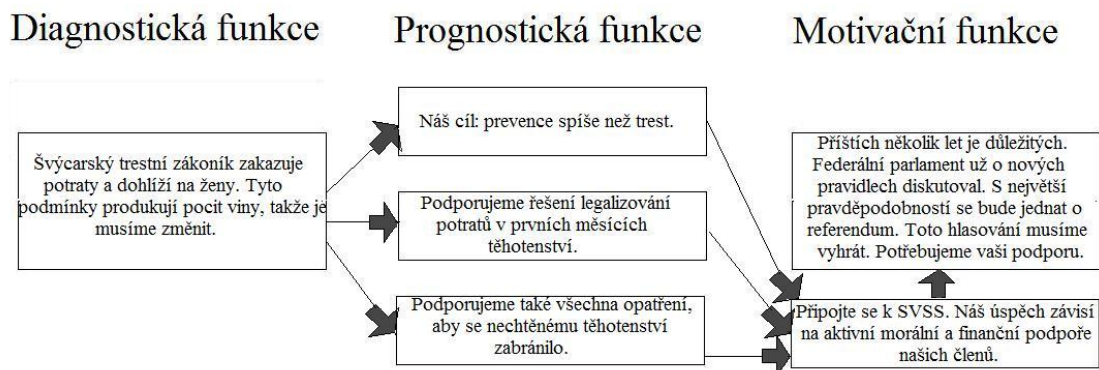 Diagnostická funkce
Prognostická funkce
Motivační funkce
Švýcarský trestní zákoník zakazuje
potraty a dohlíží na ženy. Tyto
podmínky produkují pocit viny, takže je
musíme změnit.
Náš cíl: prevence spíše než trest.
Podporujeme řešení legalizování
potratů v prvních měsících
těhotenství.
Podporujeme také všechna opatření,
aby se nechtěnému těhotenství
zabránilo.
Příštích několik let je důležitých.
Federální parlament už o nových
pravidlech diskutoval. S největší
pravděpodobností se bude jednat o
referendum. Toto hlasování musíme
vyhrát. Potřebujeme vaši podporu.
Připojte se k SVSS. Náš úspěch závisí
na aktivní morální a finanční podpoře
našich členů.